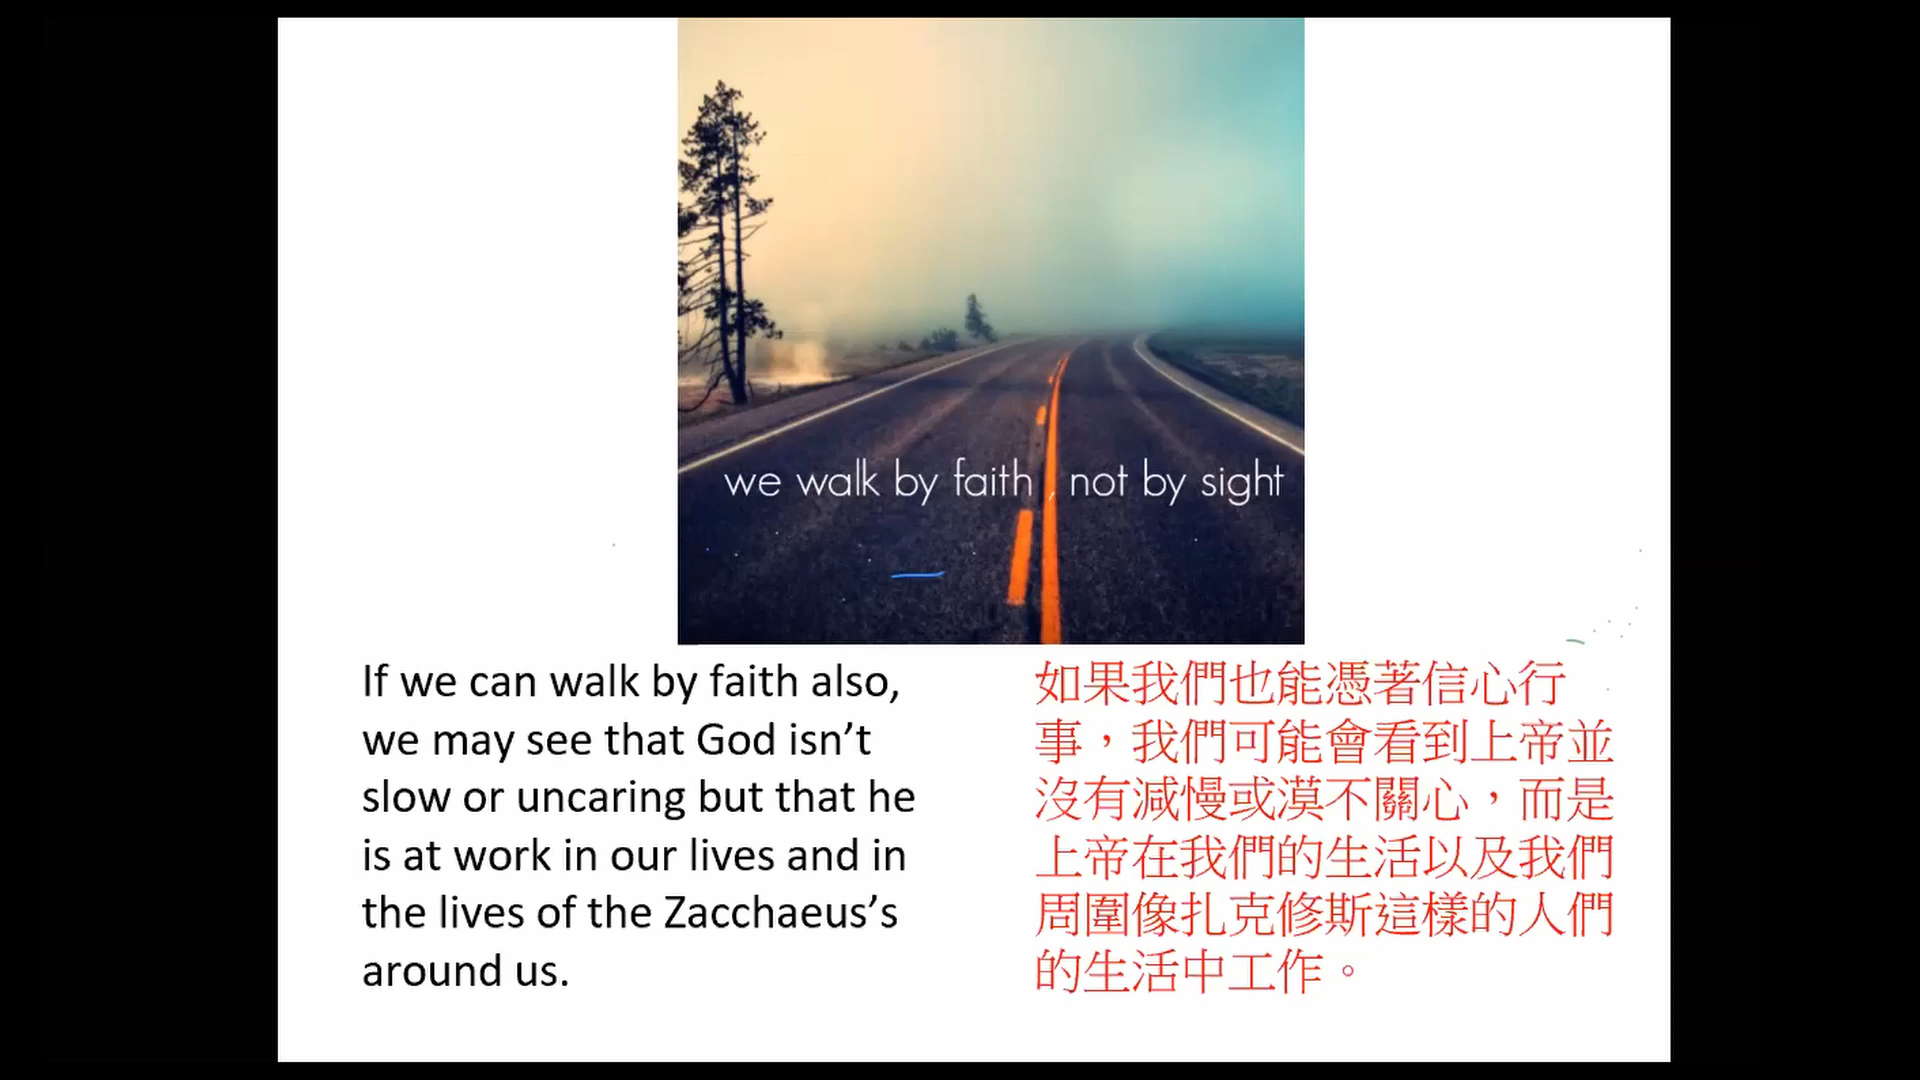 we walk by faith , not by sight
If we can walk by faith also,
we may see that God isn’t
slow or uncaring but that he
is at work in our lives and in
the lives of the Zacchaeus’s
around us.
如果我們也能憑著信心行
事，我們可能會看到上帝並
沒有減慢或漠不關心，而是
上帝在我們的生活以及我們
周圍像扎克修斯這樣的人們
的生活中工作。